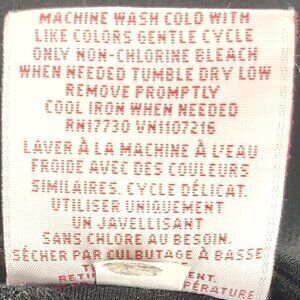 MACHINE WASH COLD WITH
LIKE COLORS GENTLE CYCLE
ONLY NON-CHLORINE BLEACH
WHEN NEEDED TUMBLE DRY LOW
REMOVE PROMPTLY
COOL IRON WHEN NEEDED
RN17730 VN1107216
LAVER À LA MACHINE À L'EAU
FROIDE AVEC DES COULEURS
SIMILAIRES. CYCLE DÉLICAT.
UTILISER UNIQUEMENT
UN JAVELLISANT
SANS CHLORE AU BESOIN.
SÉCHER PAR CULBUTAGE À BASSE